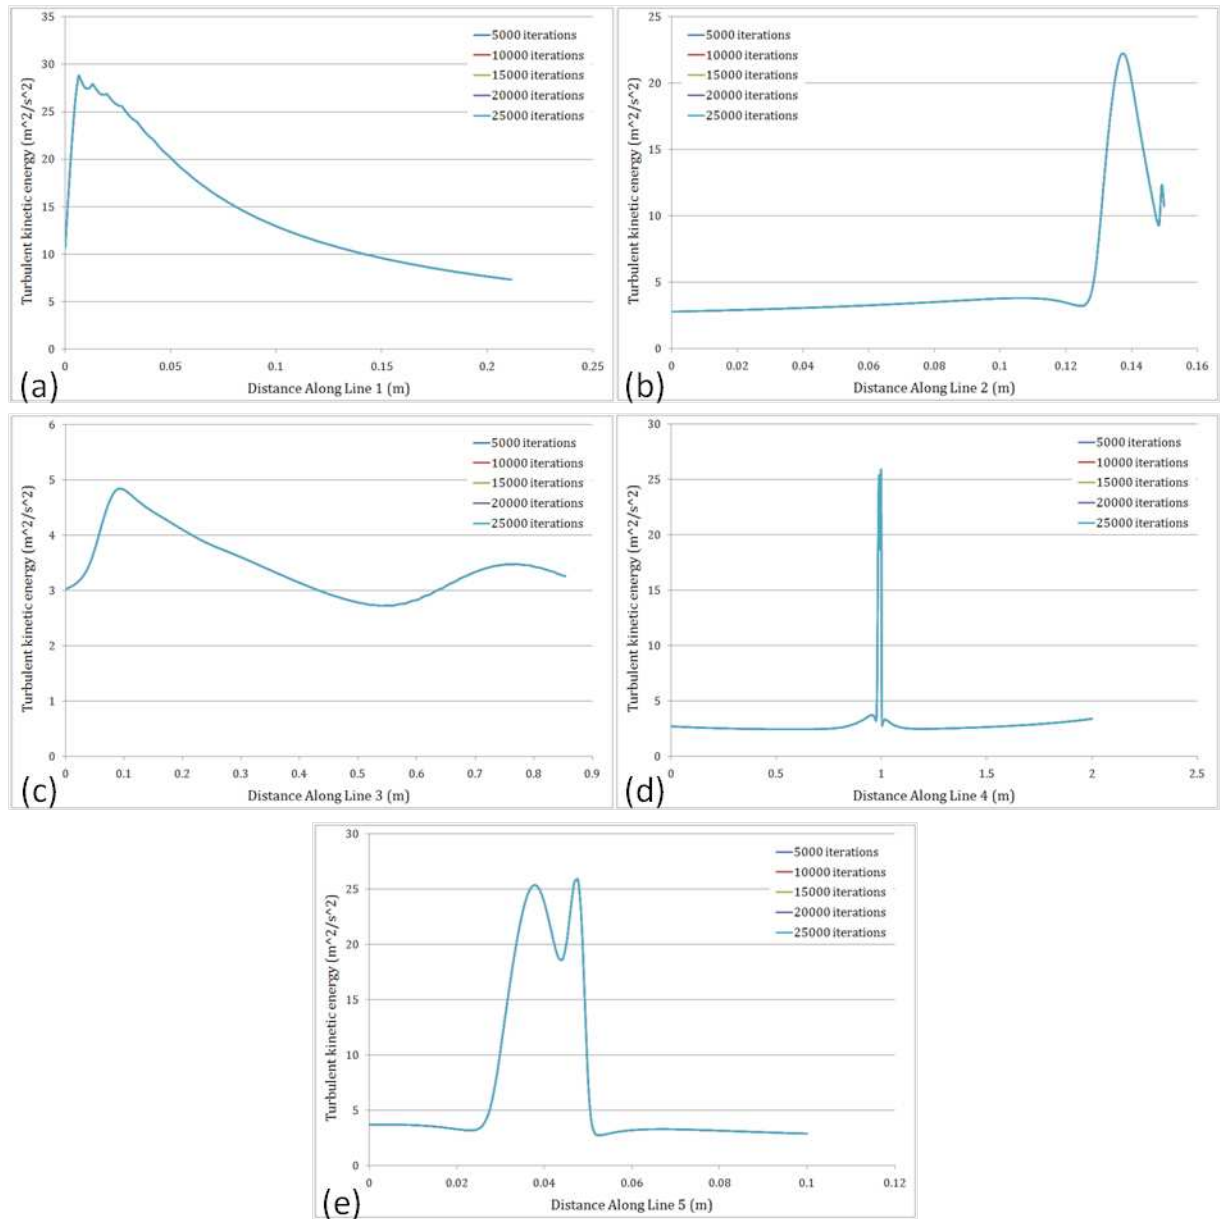 35
30
25
20
15
10
5
0
Turbulent kinetic energy (m^2/s^2)
5000 iterations
10000 iterations
15000 iterations
20000 iterations
25000 iterations
0 0.05 0.1 0.15 0.2 0.25
Distance Along Line 1 (m)
(a)
25
20
15
10
5
0
Turbulent kinetic energy (m^2/s^2)
5000 iterations
10000 iterations
15000 iterations
20000 iterations
25000 iterations
0 0.02 0.04 0.06 0.08 0.1 0.12 0.14 0.16
Distance Along Line 2 (m)
(b)
6
5
4
3
2
1
0
Turbulent kinetic energy (m^2/s^2)
5000 iterations
10000 iterations
15000 iterations
20000 iterations
25000 iterations
0 0.1 0.2 0.3 0.4 0.5 0.6 0.7 0.8 0.9
Distance Along Line 3 (m)
(c)
30
25
20
15
10
5
0
Turbulent kinetic energy (m^2/s^2)
5000 iterations
10000 iterations
15000 iterations
20000 iterations
25000 iterations
0 0.5 1 1.5 2 2.5
Distance Along Line 4 (m)
(d)
30
25
20
15
10
5
0
Turbulent kinetic energy (m^2/s^2)
5000 iterations
10000 iterations
15000 iterations
20000 iterations
25000 iterations
0 0.02 0.04 0.06 0.08 0.1 0.12
Distance Along Line 5 (m)
(e)